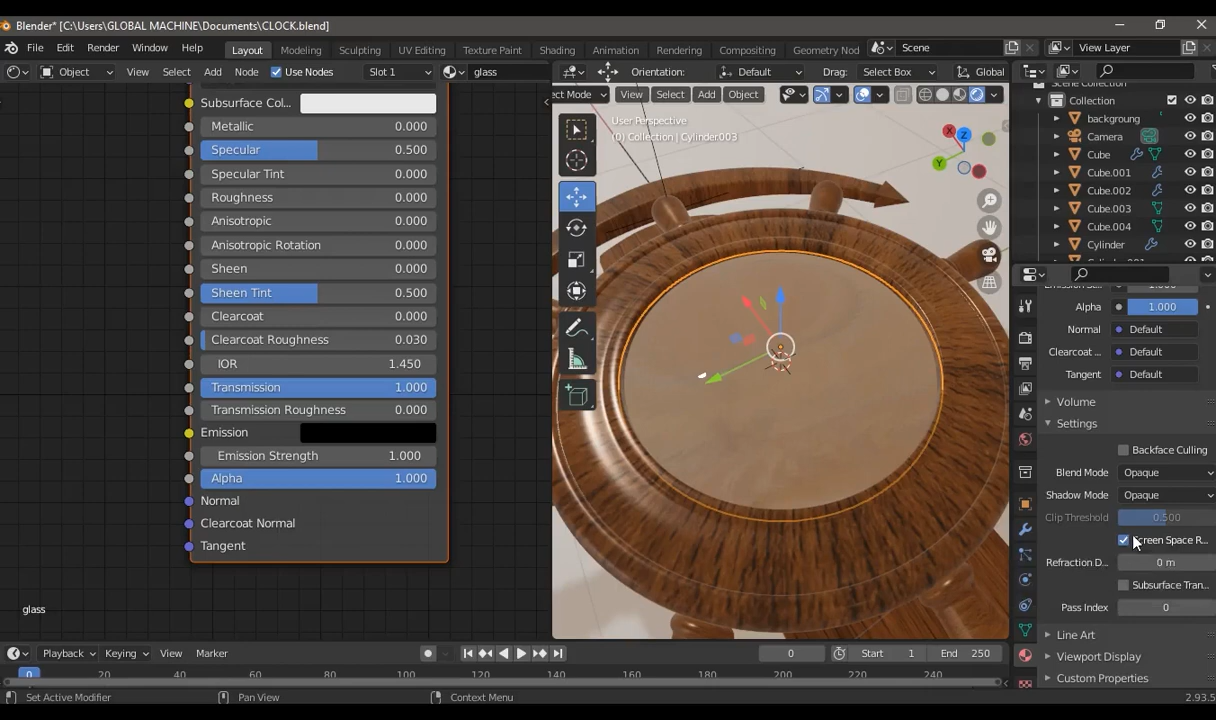 Blender* [C:\Users\GLOBAL MACHINE\Documents\CLOCK.blend]
File Edit Render Window Help Layout Modeling Sculpting UV Editing Texture Paint Shading Animation Rendering Compositing Geometry Nod Scene View Layer
Object View Select Add Node Use Nodes Slot 1 glass
Orientation: Default Drag: Select Box Global
ect Mode View Select Add Object
User Perspective
(0) Collection | Cylinder.003
X Z Y
Subsurface Col...
Metallic 0.000
Specular 0.500
Specular Tint 0.000
Roughness 0.000
Anisotropic 0.000
Anisotropic Rotation 0.000
Sheen 0.000
Sheen Tint 0.500
Clearcoat 0.000
Clearcoat Roughness 0.030
IOR 1.450
Transmission 1.000
Transmission Roughness 0.000
Emission
Emission Strength 1.000
Alpha 1.000
Normal
Clearcoat Normal
Tangent
glass
Scene Collection
Collection
backgroung
Camera
Cube
Cube.001
Cube.002
Cube.003
Cube.004
Cylinder
Alpha 1.000
Normal Default
Clearcoat ... Default
Tangent Default
Volume
Settings
Backface Culling
Blend Mode Opaque
Shadow Mode Opaque
Clip Threshold 0.500
Screen Space R...
Refraction D... 0 m
Subsurface Tran...
Pass Index 0
Line Art
Viewport Display
Custom Properties
Playback Keying View Marker 0 Start 1 End 250
0 20 40 60 80 100 120 140 160 180 200 220 240
Set Active Modifier Pan View Context Menu 2.93.5